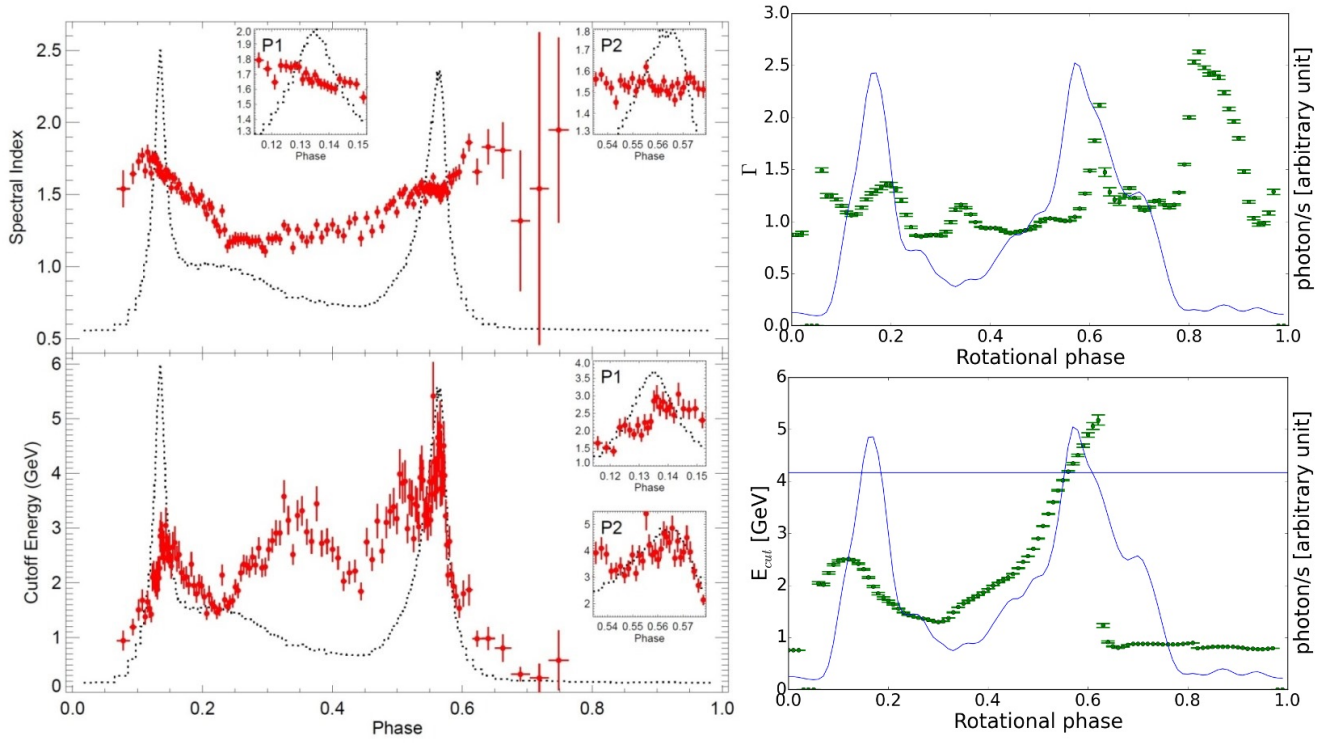 Spectral Index
2.5
2.0
1.5
1.0
0.5
P1
2.0
1.9
1.8
1.7
1.6
1.5
1.4
1.3
0.12 0.13 0.14 0.15
Phase
P2
1.8
1.7
1.6
1.5
1.4
1.3
0.54 0.55 0.56 0.57
Phase
Cutoff Energy (GeV)
6
5
4
3
2
1
0
P1
4.0
3.5
3.0
2.5
2.0
1.5
1.0
0.12 0.13 0.14
Phase
P2
5
4
3
2
0.54 0.55 0.56 0.57
Phase
0.0 0.2 0.4 0.6 0.8 1.0
Phase
Γ
3.0
2.5
2.0
1.5
1.0
0.5
0.0
0.0 0.2 0.4 0.6 0.8 1.0
Rotational phase
photon/s [arbitrary unit]
E_cut [GeV]
6
5
4
3
2
1
0
0.0 0.2 0.4 0.6 0.8 1.0
Rotational phase
photon/s [arbitrary unit]